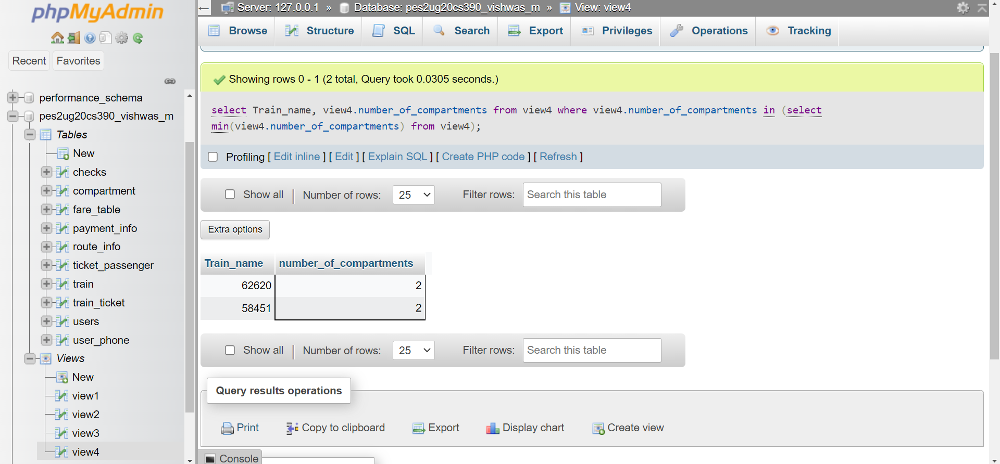 phpMyAdmin
Recent
Favorites
performance_schema
pes2ug20cs390_vishwas_m
Tables
New
checks
compartment
fare_table
payment_info
route_info
ticket_passenger
train
train_ticket
users
user_phone
Views
New
view1
view2
view3
view4
Server: 127.0.0.1 » Database: pes2ug20cs390_vishwas_m » View: view4
Browse Structure SQL Search Export Privileges Operations Tracking
Showing rows 0 - 1 (2 total, Query took 0.0305 seconds.)
select Train_name, view4.number_of_compartments from view4 where view4.number_of_compartments in (select
min(view4.number_of_compartments) from view4);
Profiling [ Edit inline ] [ Edit ] [ Explain SQL ] [ Create PHP code ] [ Refresh ]
Show all Number of rows: 25 Filter rows: Search this table
Extra options
Train_name number_of_compartments
62620 2
58451 2
Show all Number of rows: 25 Filter rows: Search this table
Query results operations
Print Copy to clipboard Export Display chart Create view
Console